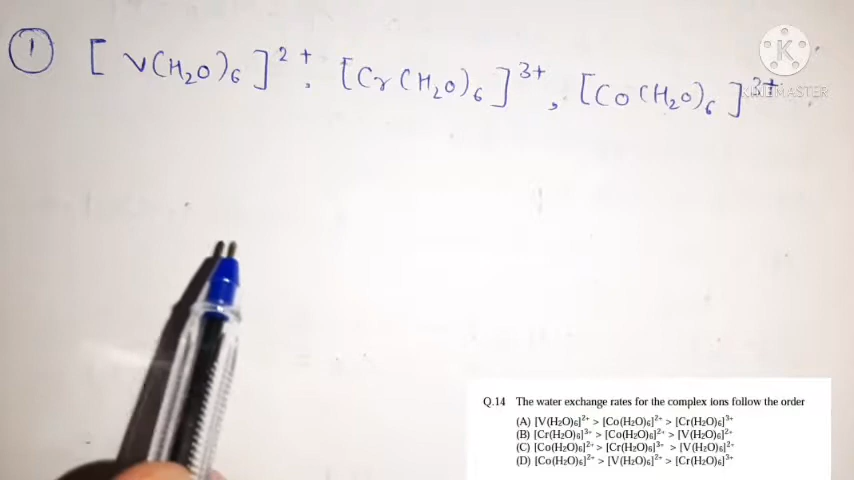 ① [V(H₂O)₆]²⁺, [Cr(H₂O)₆]³⁺, [Co(H₂O)₆]²⁺
K
KINEMASTER
Q.14 The water exchange rates for the complex ions follow the order
(A) [V(H₂O)₆]²⁺ > [Co(H₂O)₆]²⁺ > [Cr(H₂O)₆]³⁺
(B) [Cr(H₂O)₆]³⁺ > [Co(H₂O)₆]²⁺ > [V(H₂O)₆]²⁺
(C) [Co(H₂O)₆]²⁺ > [Cr(H₂O)₆]³⁺ > [V(H₂O)₆]²⁺
(D) [Co(H₂O)₆]²⁺ > [V(H₂O)₆]²⁺ > [Cr(H₂O)₆]³⁺